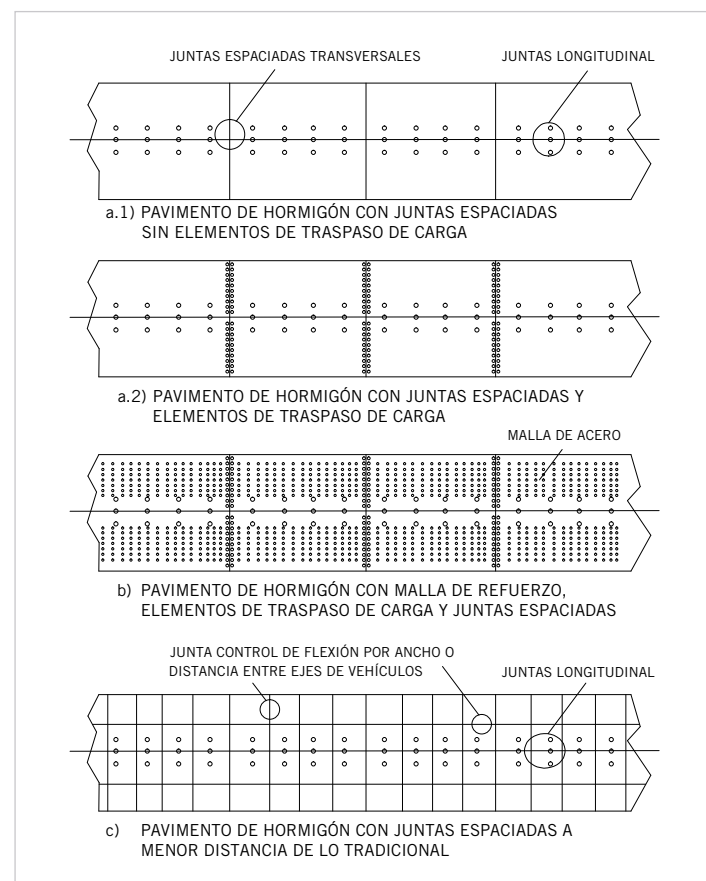 JUNTAS ESPACIADAS TRANSVERSALES
JUNTAS LONGITUDINAL
a.1) PAVIMENTO DE HORMIGÓN CON JUNTAS ESPACIADAS
SIN ELEMENTOS DE TRASPASO DE CARGA
a.2) PAVIMENTO DE HORMIGÓN CON JUNTAS ESPACIADAS Y
ELEMENTOS DE TRASPASO DE CARGA
MALLA DE ACERO
b) PAVIMENTO DE HORMIGÓN CON MALLA DE REFUERZO,
ELEMENTOS DE TRASPASO DE CARGA Y JUNTAS ESPACIADAS
JUNTA CONTROL DE FLEXIÓN POR ANCHO O
DISTANCIA ENTRE EJES DE VEHÍCULOS
JUNTAS LONGITUDINAL
c) PAVIMENTO DE HORMIGÓN CON JUNTAS ESPACIADAS A
MENOR DISTANCIA DE LO TRADICIONAL